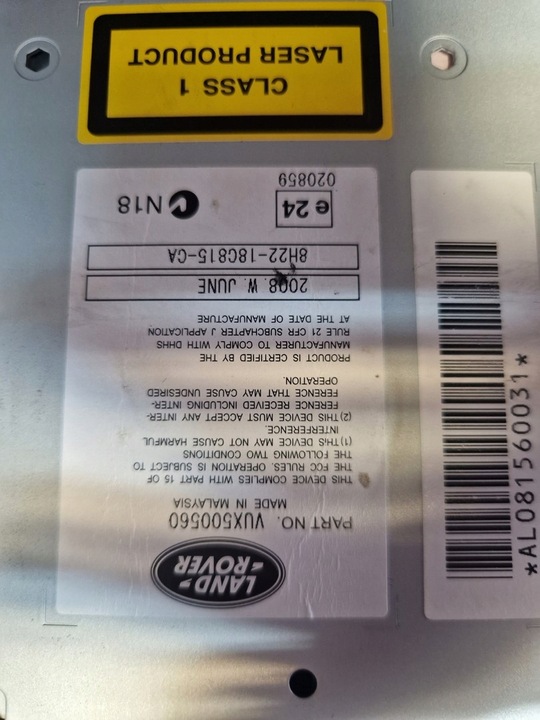 LAND-
-ROVER
PART NO. VUX500560
MADE IN MALAYSIA
THIS DEVICE COMPLIES WITH PART 15 OF
THE FCC RULES. OPERATION IS SUBJECT TO
THE FOLLOWING TWO CONDITIONS
(1) THIS DEVICE MAY NOT CAUSE HARMFUL
INTERFERENCE.
(2) THIS DEVICE MUST ACCEPT ANY INTER-
FERENCE RECEIVED INCLUDING INTER-
FERENCE THAT MAY CAUSE UNDESIRED
OPERATION.
PRODUCT IS CERTIFIED BY THE
MANUFACTURER TO COMPLY WITH DHHS
RULE 21 CFR SUBCHAPTER J APPLICATION
AT THE DATE OF MANUFACTURE
2008. W. JUNE
8H22-18C815-CA
e 24
020859
N18
CLASS 1
LASER PRODUCT
*AL081560031*